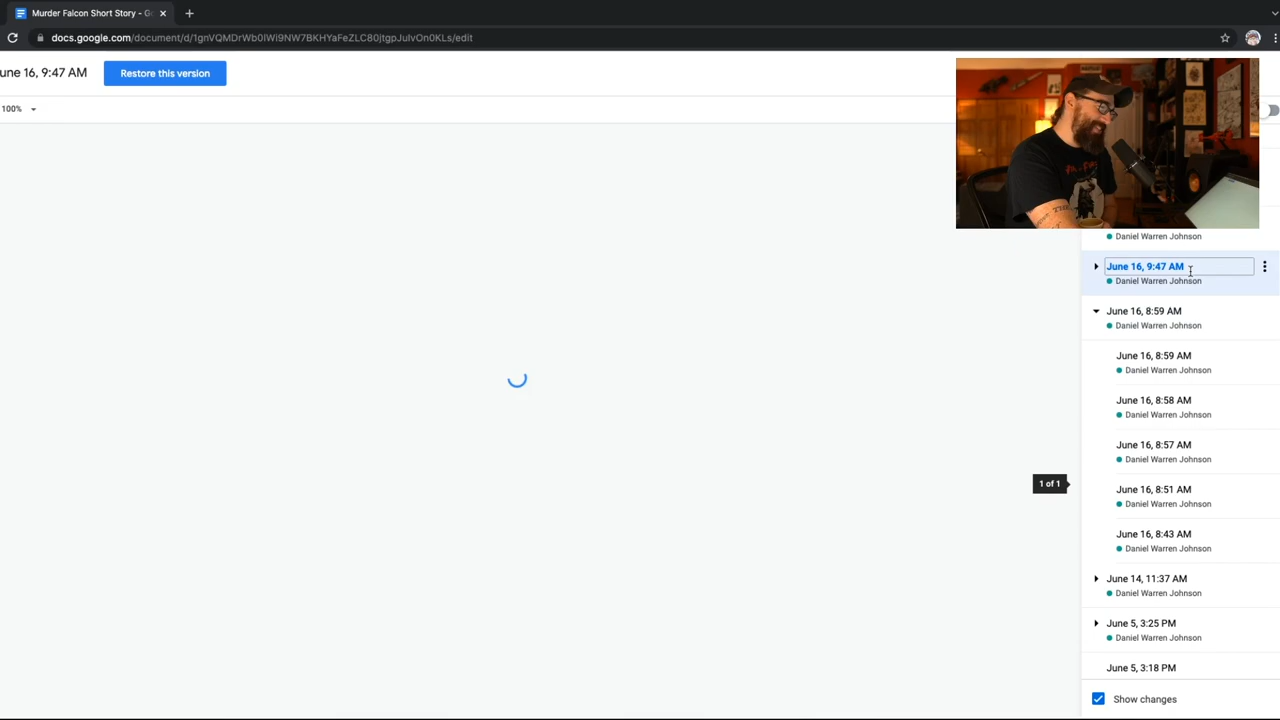 Murder Falcon Short Story - Go
docs.google.com/document/d/1gnVQMDrWb0IWi9NW7BKHYaFeZLC80jtgpJuIvOn0KLs/edit
une 16, 9:47 AM
Restore this version
100%
Daniel Warren Johnson
June 16, 9:47 AM
Daniel Warren Johnson
June 16, 8:59 AM
Daniel Warren Johnson
June 16, 8:59 AM
Daniel Warren Johnson
June 16, 8:58 AM
Daniel Warren Johnson
June 16, 8:57 AM
Daniel Warren Johnson
1 of 1
June 16, 8:51 AM
Daniel Warren Johnson
June 16, 8:43 AM
Daniel Warren Johnson
June 14, 11:37 AM
Daniel Warren Johnson
June 5, 3:25 PM
Daniel Warren Johnson
June 5, 3:18 PM
Show changes